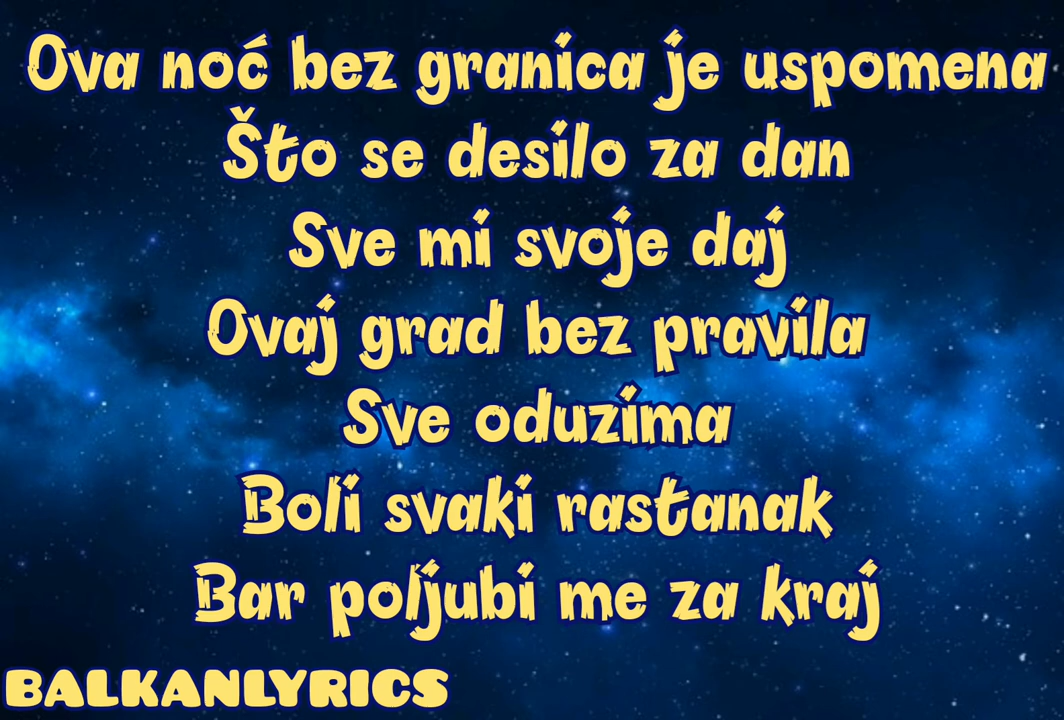 Ova noć bez granica je uspomena
Što se desilo za dan
Sve mi svoje daj
Ovaj grad bez pravila
Sve oduzima
Boli svaki rastanak
Bar poljubi me za kraj
BALKANLYRICS